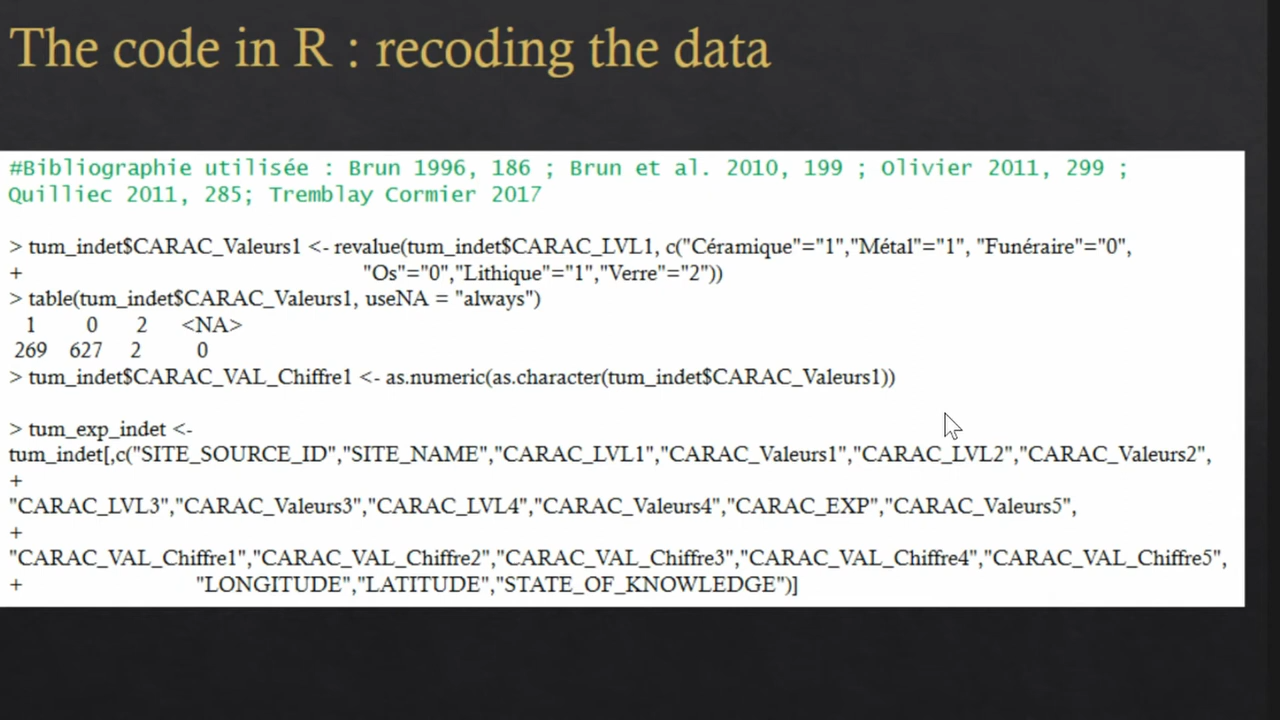 The code in R : recoding the data
#Bibliographie utilisée : Brun 1996, 186 ; Brun et al. 2010, 199 ; Olivier 2011, 299 ;
Quilliec 2011, 285; Tremblay Cormier 2017
> tum_indet$CARAC_Valeurs1 <- revalue(tum_indet$CARAC_LVL1, c("Céramique"="1","Métal"="1", "Funéraire"="0",
+ "Os"="0","Lithique"="1","Verre"="2"))
> table(tum_indet$CARAC_Valeurs1, useNA = "always")
1 0 2 <NA>
269 627 2 0
> tum_indet$CARAC_VAL_Chiffre1 <- as.numeric(as.character(tum_indet$CARAC_Valeurs1))
> tum_exp_indet <-
tum_indet[,c("SITE_SOURCE_ID","SITE_NAME","CARAC_LVL1","CARAC_Valeurs1","CARAC_LVL2","CARAC_Valeurs2",
+
"CARAC_LVL3","CARAC_Valeurs3","CARAC_LVL4","CARAC_Valeurs4","CARAC_EXP","CARAC_Valeurs5",
+
"CARAC_VAL_Chiffre1","CARAC_VAL_Chiffre2","CARAC_VAL_Chiffre3","CARAC_VAL_Chiffre4","CARAC_VAL_Chiffre5",
+ "LONGITUDE","LATITUDE","STATE_OF_KNOWLEDGE")]